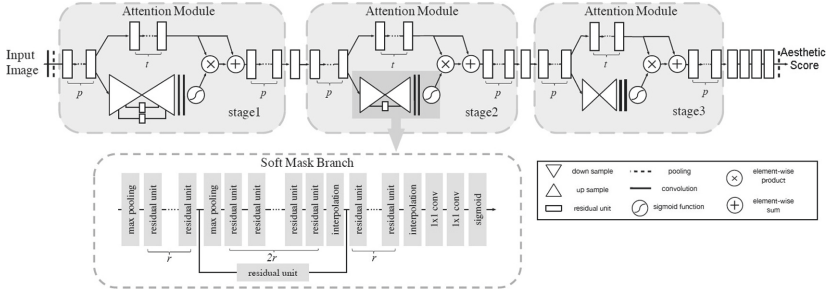 Attention Module
Attention Module
Attention Module
Input
Image
Aesthetic
Score
t
t
t
p
p
p
p
p
p
stage1
stage2
stage3
Soft Mask Branch
max pooling
residual unit
residual unit
max pooling
residual unit
residual unit
residual unit
residual unit
interpolation
residual unit
residual unit
interpolation
1x1 conv
1x1 conv
sigmoid
r
2r
r
residual unit
down sample
up sample
residual unit
pooling
convolution
sigmoid function
element-wise
product
element-wise
sum